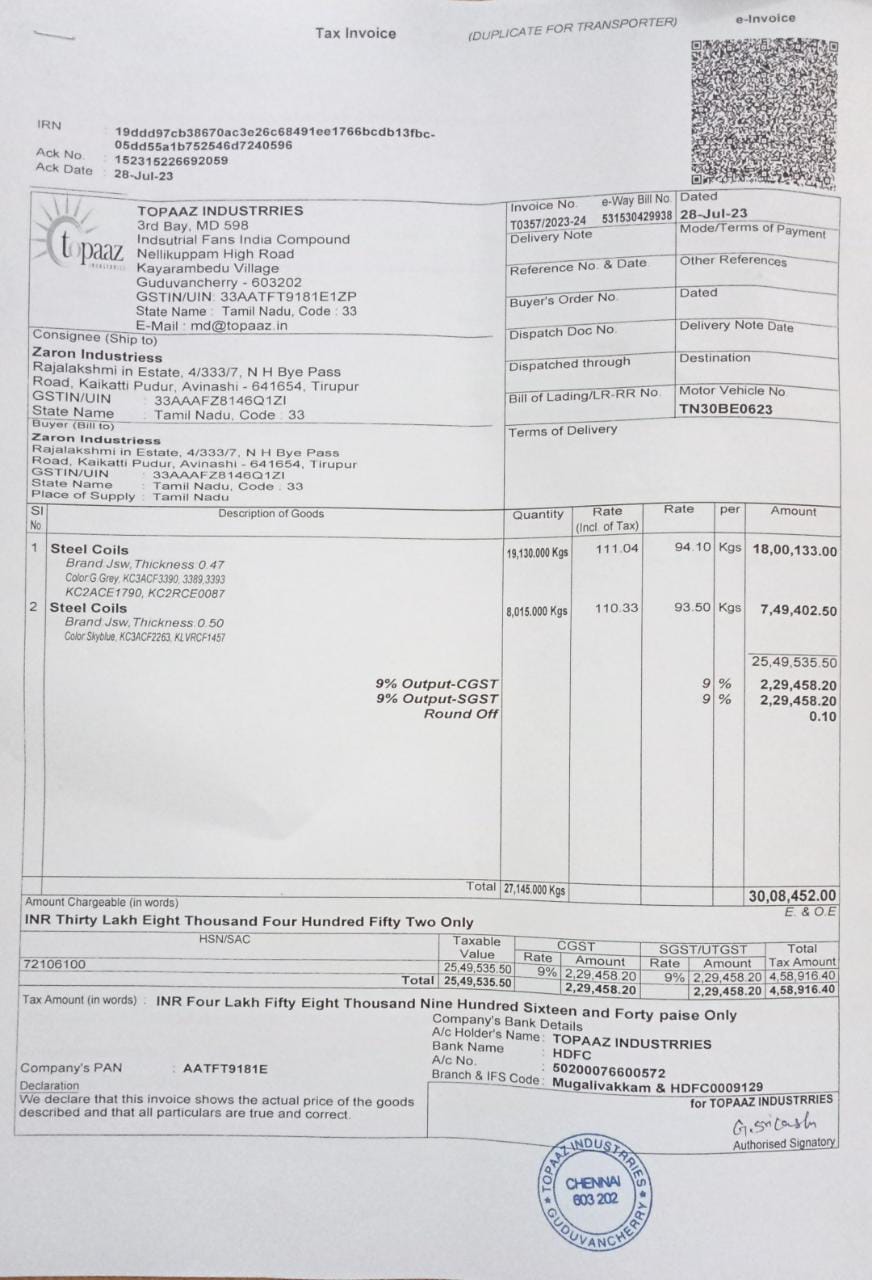 Tax Invoice
(DUPLICATE FOR TRANSPORTER)
e-Invoice
IRN : 19ddd97cb38670ac3e26c68491ee1766bcdb13fbc-
05dd55a1b752546d7240596
Ack No. : 152315226692059
Ack Date : 28-Jul-23
topaaz
TOPAAZ INDUSTRRIES
3rd Bay, MD 598
Indsutrial Fans India Compound
Nellikuppam High Road
Kayarambedu Village
Guduvancherry - 603202
GSTIN/UIN: 33AATFT9181E1ZP
State Name : Tamil Nadu, Code : 33
E-Mail : md@topaaz.in
Invoice No. e-Way Bill No. Dated
T0357/2023-24 531530429938 28-Jul-23
Delivery Note Mode/Terms of Payment
Reference No. & Date. Other References
Buyer's Order No. Dated
Dispatch Doc No. Delivery Note Date
Dispatched through Destination
Bill of Lading/LR-RR No. Motor Vehicle No.
TN30BE0623
Terms of Delivery
Consignee (Ship to)
Zaron Industriess
Rajalakshmi in Estate, 4/333/7, N H Bye Pass
Road, Kaikatti Pudur, Avinashi - 641654, Tirupur
GSTIN/UIN : 33AAAFZ8146Q1ZI
State Name : Tamil Nadu, Code : 33
Buyer (Bill to)
Zaron Industriess
Rajalakshmi in Estate, 4/333/7, N H Bye Pass
Road, Kaikatti Pudur, Avinashi - 641654, Tirupur
GSTIN/UIN : 33AAAFZ8146Q1ZI
State Name : Tamil Nadu, Code : 33
Place of Supply : Tamil Nadu
Sl No Description of Goods Quantity Rate (Incl. of Tax) Rate per Amount
1 Steel Coils 19,130.000 Kgs 111.04 94.10 Kgs 18,00,133.00
Brand Jsw, Thickness 0.47
Color:G Grey, KC3ACF3390, 3389,3393
KC2ACE1790, KC2RCE0087
2 Steel Coils 8,015.000 Kgs 110.33 93.50 Kgs 7,49,402.50
Brand Jsw, Thickness 0.50
Color:Skyblue, KC3ACF2263, KLVRCF1457
25,49,535.50
9% Output-CGST 9 % 2,29,458.20
9% Output-SGST 9 % 2,29,458.20
Round Off 0.10
Total 27,145.000 Kgs 30,08,452.00
Amount Chargeable (in words) E. & O.E
INR Thirty Lakh Eight Thousand Four Hundred Fifty Two Only
HSN/SAC Taxable Value CGST SGST/UTGST Total Tax Amount
Rate Amount Rate Amount
72106100 25,49,535.50 9% 2,29,458.20 9% 2,29,458.20 4,58,916.40
Total 25,49,535.50 2,29,458.20 2,29,458.20 4,58,916.40
Tax Amount (in words) : INR Four Lakh Fifty Eight Thousand Nine Hundred Sixteen and Forty paise Only
Company's Bank Details
A/c Holder's Name : TOPAAZ INDUSTRRIES
Bank Name : HDFC
A/c No. : 50200076600572
Branch & IFS Code : Mugalivakkam & HDFC0009129
Company's PAN : AATFT9181E
Declaration
We declare that this invoice shows the actual price of the goods
described and that all particulars are true and correct.
for TOPAAZ INDUSTRRIES
Authorised Signatory
TOPAAZ INDUSTRRIES
CHENNAI
603 202
GUDUVANCHERRY